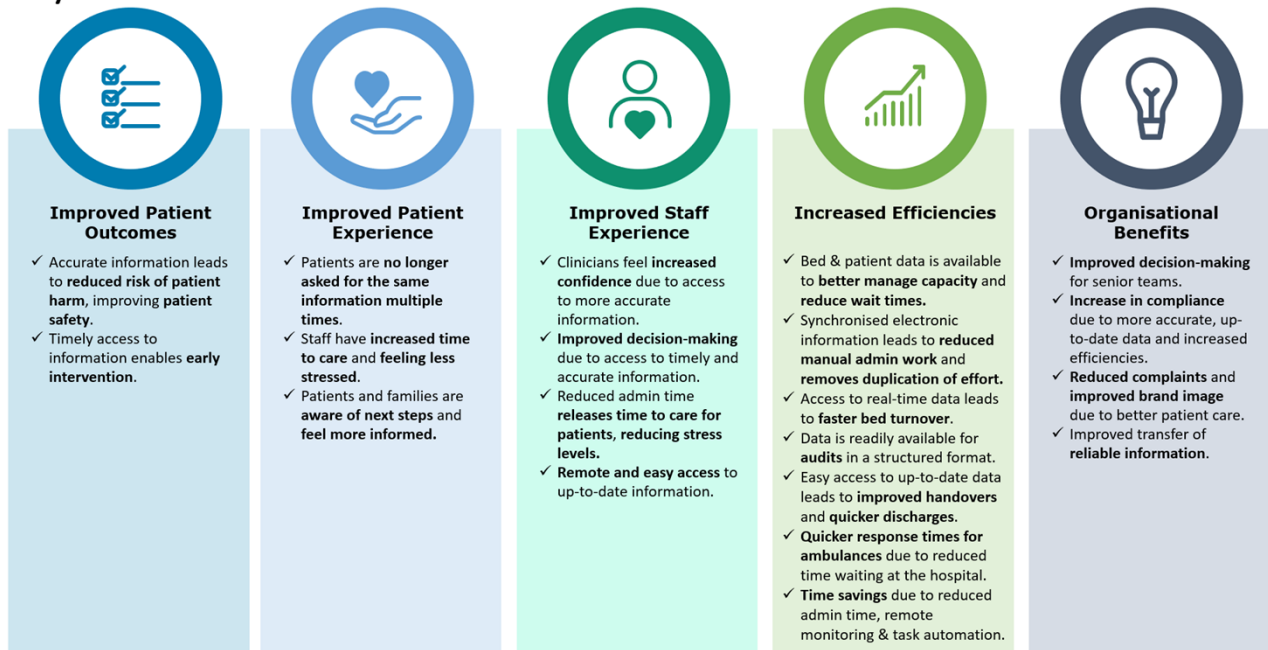 Improved Patient
Outcomes
✓ Accurate information leads
to reduced risk of patient
harm, improving patient
safety.
✓ Timely access to
information enables early
intervention.
Improved Patient
Experience
✓ Patients are no longer
asked for the same
information multiple
times.
✓ Staff have increased time
to care and feeling less
stressed.
✓ Patients and families are
aware of next steps and
feel more informed.
Improved Staff
Experience
✓ Clinicians feel increased
confidence due to access
to more accurate
information.
✓ Improved decision-making
due to access to timely and
accurate information.
✓ Reduced admin time
releases time to care for
patients, reducing stress
levels.
✓ Remote and easy access to
up-to-date information.
Increased Efficiencies
✓ Bed & patient data is available
to better manage capacity and
reduce wait times.
✓ Synchronised electronic
information leads to reduced
manual admin work and
removes duplication of effort.
✓ Access to real-time data leads
to faster bed turnover.
✓ Data is readily available for
audits in a structured format.
✓ Easy access to up-to-date data
leads to improved handovers
and quicker discharges.
✓ Quicker response times for
ambulances due to reduced
time waiting at the hospital.
✓ Time savings due to reduced
admin time, remote
monitoring & task automation.
Organisational
Benefits
✓ Improved decision-making
for senior teams.
✓ Increase in compliance
due to more accurate, up-
to-date data and increased
efficiencies.
✓ Reduced complaints and
improved brand image
due to better patient care.
✓ Improved transfer of
reliable information.